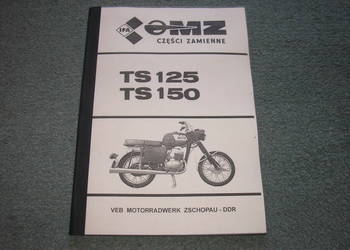 IFA MZ
CZĘŚCI ZAMIENNE
TS 125
TS 150
VEB MOTORRADWERK ZSCHOPAU - DDR